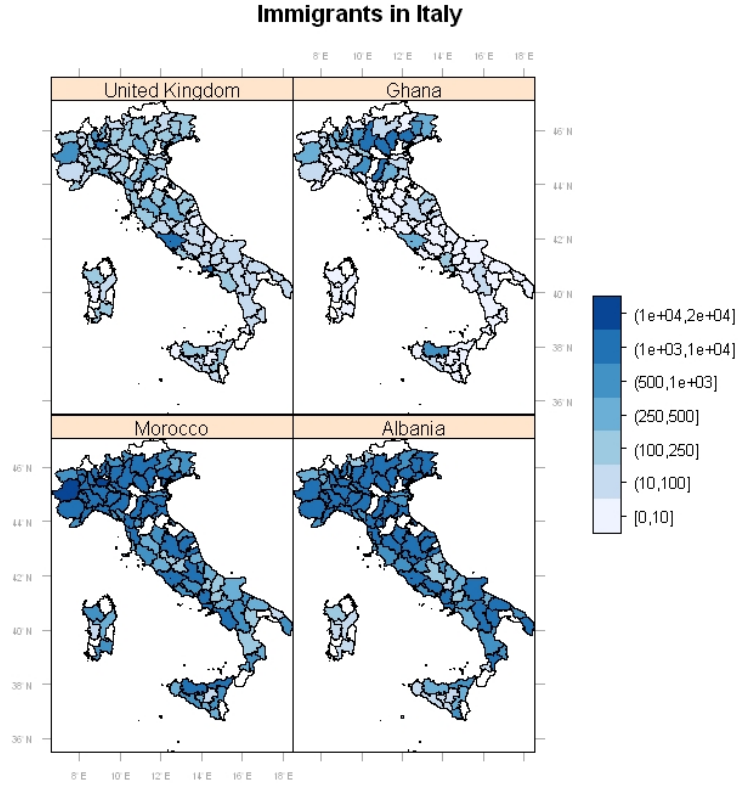 Immigrants in Italy
8°E 10°E 12°E 14°E 16°E 18°E
United Kingdom Ghana
46°N
44°N
42°N
40°N
38°N
36°N
(1e+04,2e+04]
(1e+03,1e+04]
(500,1e+03]
(250,500]
(100,250]
(10,100]
[0,10]
Morocco Albania
46°N
44°N
42°N
40°N
38°N
36°N
8°E 10°E 12°E 14°E 16°E 18°E